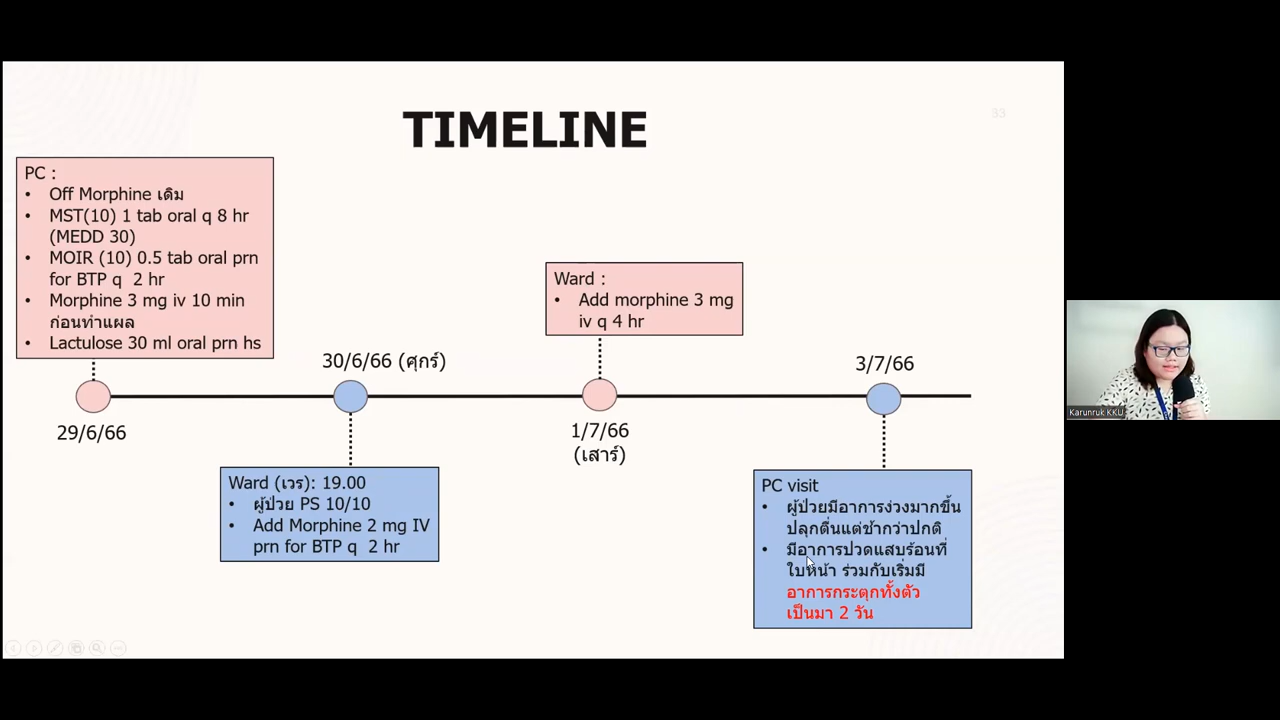 TIMELINE
33
PC :
• Off Morphine เดิม
• MST(10) 1 tab oral q 8 hr
(MEDD 30)
• MOIR (10) 0.5 tab oral prn
for BTP q 2 hr
• Morphine 3 mg iv 10 min
ก่อนทำแผล
• Lactulose 30 ml oral prn hs
29/6/66
30/6/66 (ศุกร์)
Ward (เวร): 19.00
• ผู้ป่วย PS 10/10
• Add Morphine 2 mg IV
prn for BTP q 2 hr
Ward :
• Add morphine 3 mg
iv q 4 hr
1/7/66
(เสาร์)
3/7/66
PC visit
• ผู้ป่วยมีอาการง่วงมากขึ้น
ปลุกตื่นแต่ช้ากว่าปกติ
• มีอาการปวดแสบร้อนที่
ใบหน้า ร่วมกับเริ่มมี
อาการกระตุกทั้งตัว
เป็นมา 2 วัน
Karunruk KKU